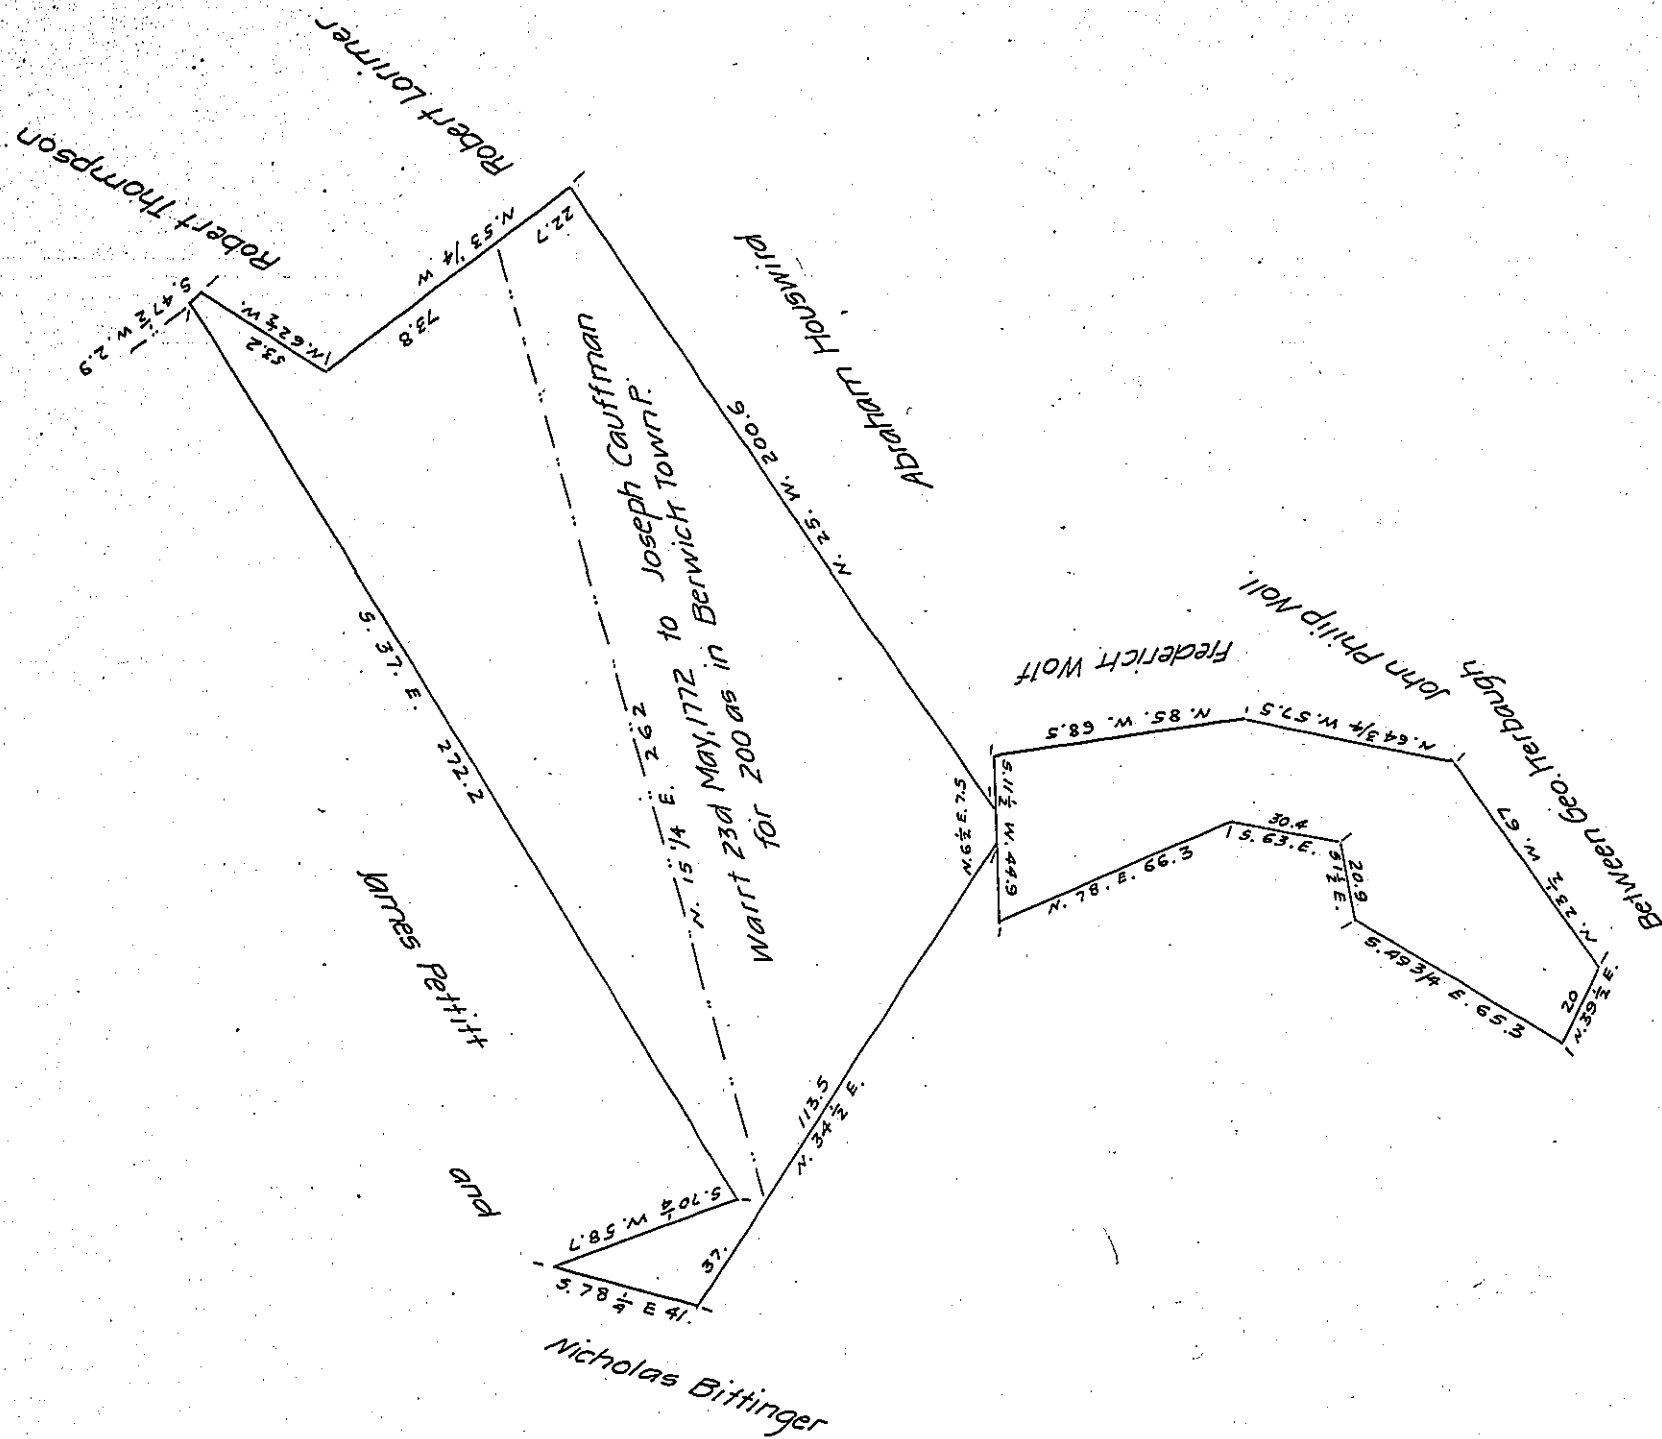 Robert Lorimer
Robert Thompson
S. 47½ W. 2.9
N. 62½ W.
53.2
N. 53 1/4 W
73.8
22.7
Abraham Houswird
N. 25. W. 200.6
Warrt 23d May, 1772 to Joseph Cauffman
for 200 as in Berwick TownP.
N. 15 1/4 E. 262
S. 37. E. 272.2
James Pettitt
and
S. 70¼ W. 58.7
S. 78¼ E 41.
37.
Nicholas Bittinger
113.5
N. 34½ E.
N. 6½ E. 7.5
S. 11½ W. 44.9
Frederich Wolf
N. 85. W. 68.5
John Philip Noll
N. 64 3/4 W. 57.5
Between Geo. Herbaugh
N. 23½ W. 67
20
N. 39½ E.
S. 49 3/4 E. 65.3
20.9
S 1½ E.
30.4
S. 63. E.
N. 78. E. 66.3